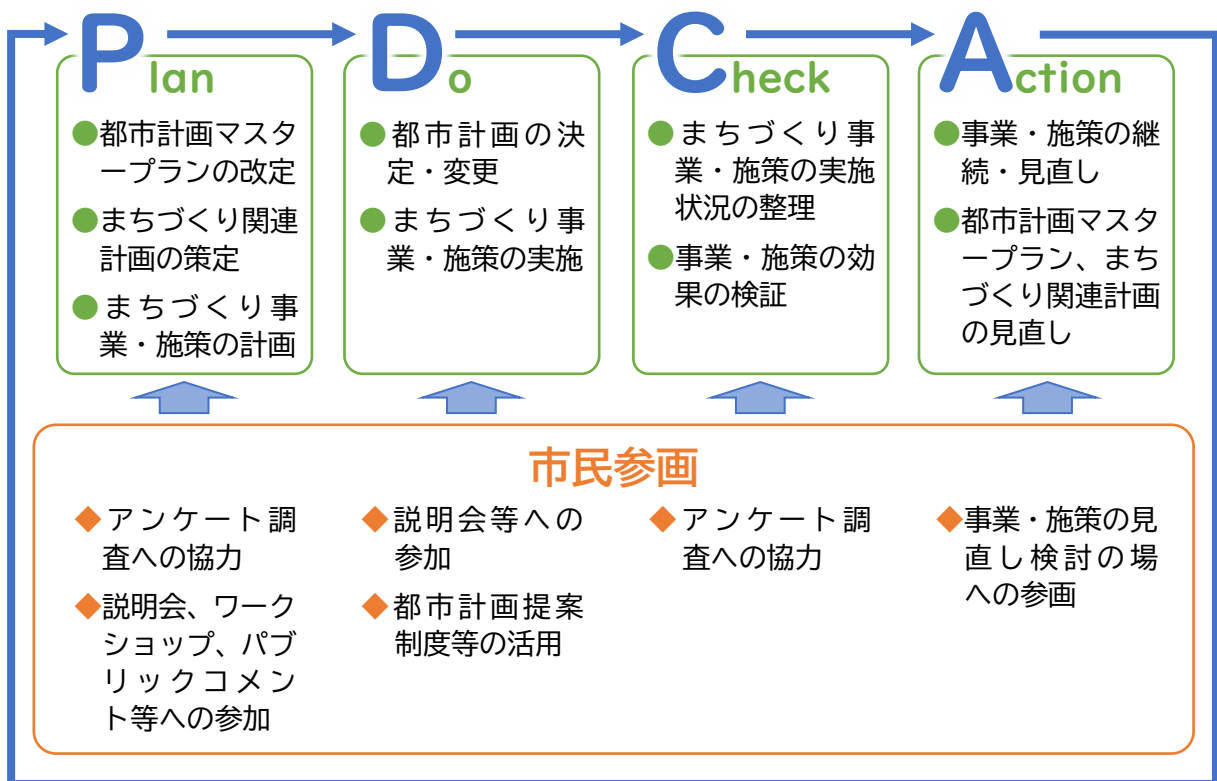 Plan
●都市計画マスタ
ープランの改定
●まちづくり関連
計画の策定
●まちづくり事
業・施策の計画
Do
●都市計画の決
定・変更
●まちづくり事
業・施策の実施
Check
●まちづくり事
業・施策の実施
状況の整理
●事業・施策の効
果の検証
Action
●事業・施策の継
続・見直し
●都市計画マスタ
ープラン、まち
づくり関連計画
の見直し
市民参画
◆アンケート調
査への協力
◆説明会、ワーク
ショップ、パブ
リックコメン
ト等への参加
◆説明会等への
参加
◆都市計画提案
制度等の活用
◆アンケート調
査への協力
◆事業・施策の見
直し検討の場
への参画